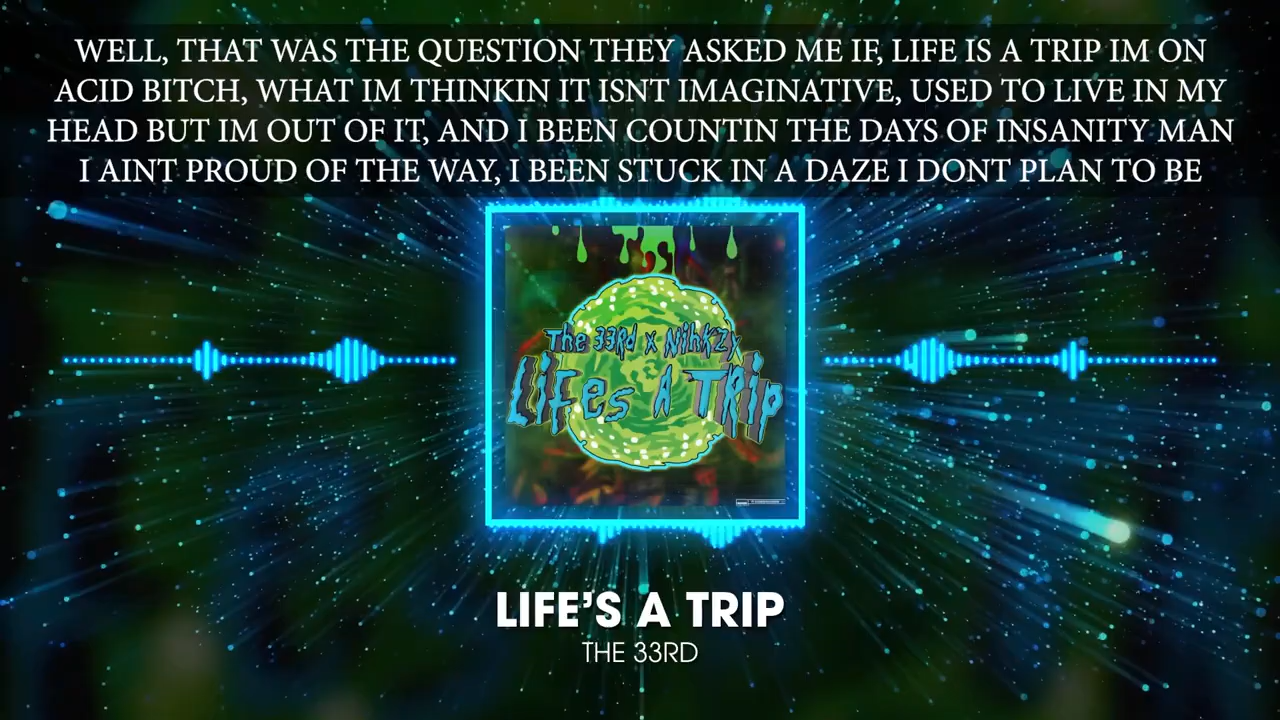 WELL, THAT WAS THE QUESTION THEY ASKED ME IF, LIFE IS A TRIP IM ON
ACID BITCH, WHAT IM THINKIN IT ISNT IMAGINATIVE, USED TO LIVE IN MY
HEAD BUT IM OUT OF IT, AND I BEEN COUNTIN THE DAYS OF INSANITY MAN
I AINT PROUD OF THE WAY, I BEEN STUCK IN A DAZE I DONT PLAN TO BE
The 33Rd x NihKZy
LiFes A TRip
LIFE'S A TRIP
THE 33RD